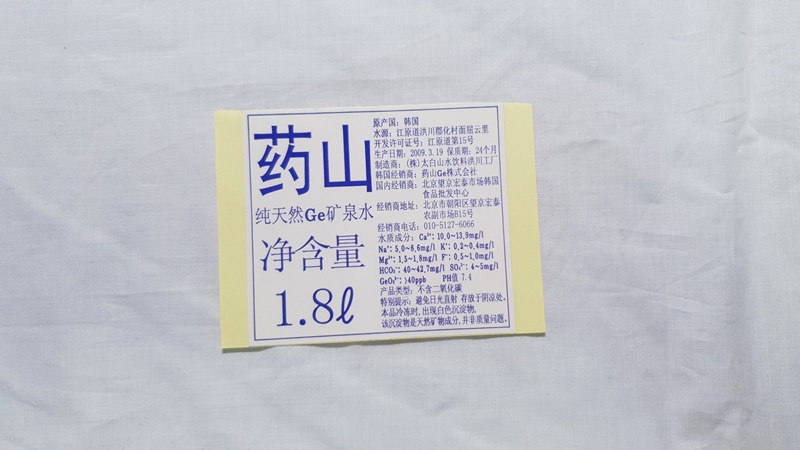 药山
纯天然Ge矿泉水
净含量
1.8ℓ
原产国：韩国
水源：江原道洪川郡化村面屈云里
开发许可证号：江原道第15号
生产日期：2009.3.19 保质期：24个月
制造商：(株)太白山水饮料洪川工厂
韩国经销商：药山Ge株式会社
国内经销商：北京望京宏泰市场韩国
食品批发中心
经销商地址：北京市朝阳区望京宏泰
农副市场B15号
经销商电话：010-5127-6066
水质成分：Ca²⁺：10,0~13,9mg/l
Na⁺：5,0~8,6mg/l K⁺：0,2~0,4mg/l
Mg²⁺：1,5~1,8mg/l F⁻：0,5~1,0mg/l
HCO₃⁻：40~42,7mg/l SO₄²⁻：4~5mg/l
GeO₃²⁻：)40ppb PH值 7.4
产品类型：不含二氧化碳
特别提示：避免日光直射 存放于阴凉处。
本品冷冻时，出现白色沉淀物，
该沉淀物是天然矿物成分，并非质量问题。